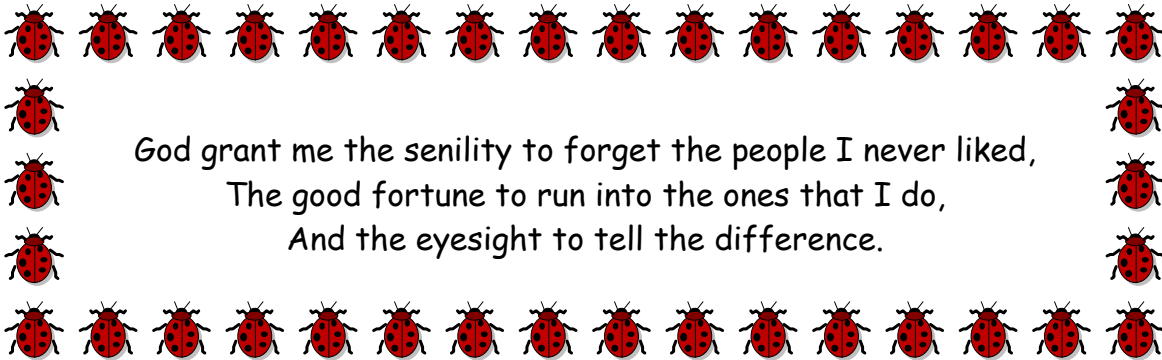 God grant me the senility to forget the people I never liked,
The good fortune to run into the ones that I do,
And the eyesight to tell the difference.